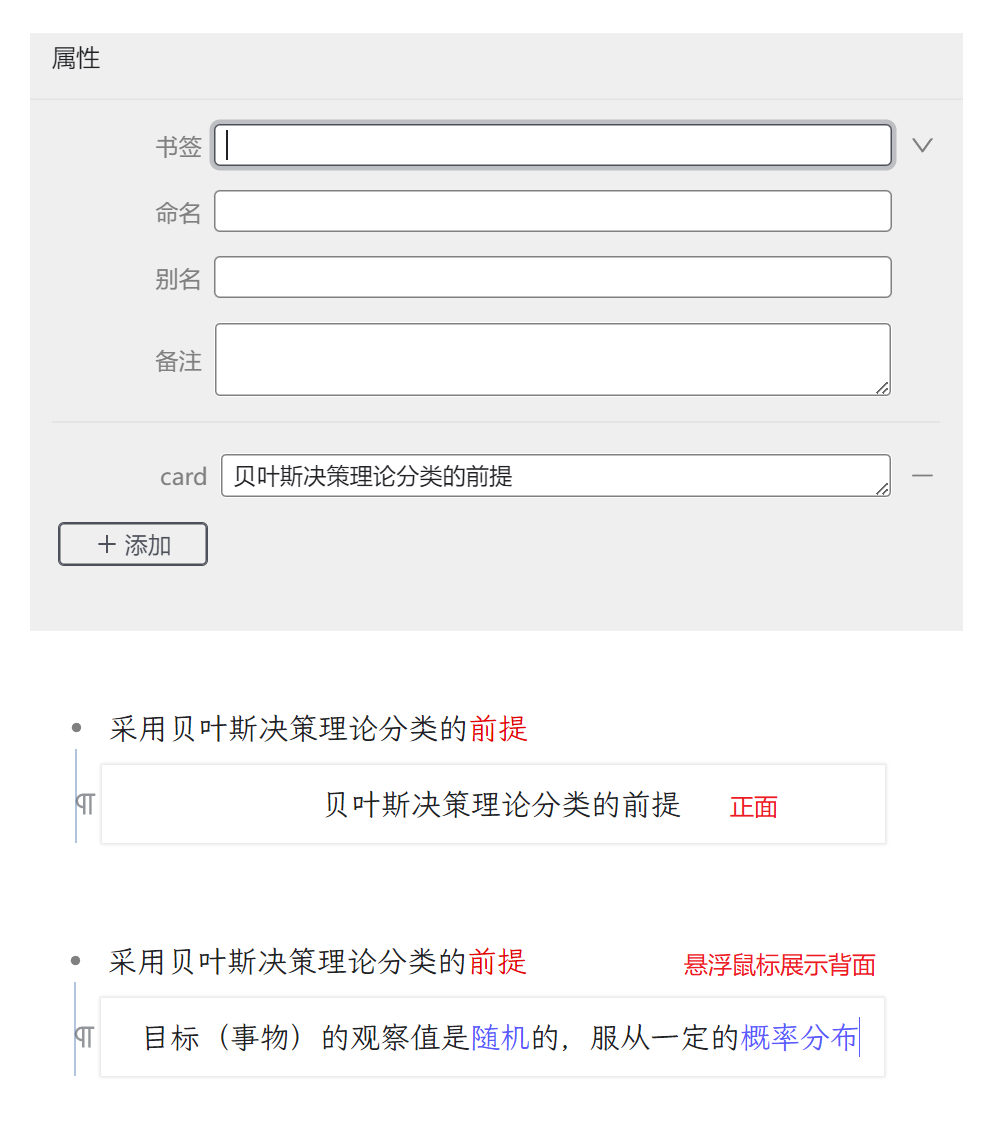 属性
书签
命名
别名
备注
card 贝叶斯决策理论分类的前提
添加
采用贝叶斯决策理论分类的前提
贝叶斯决策理论分类的前提 正面
采用贝叶斯决策理论分类的前提 悬浮鼠标展示背面
目标（事物）的观察值是随机的，服从一定的概率分布